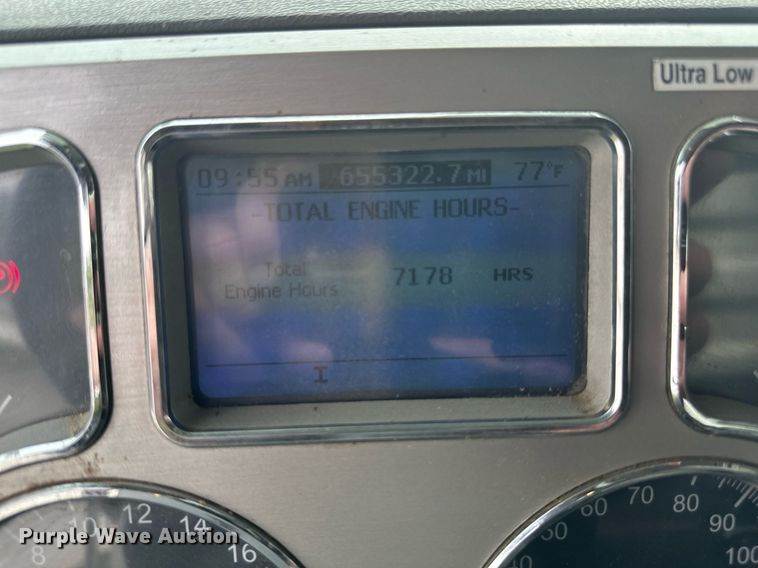 Ultra Low
09:55 AM 655322.7 MI 77°F
-TOTAL ENGINE HOURS-
Total
Engine Hours 7178 HRS
8 10 12 14 16
50 60 70 80 90 100
Purple Wave Auction